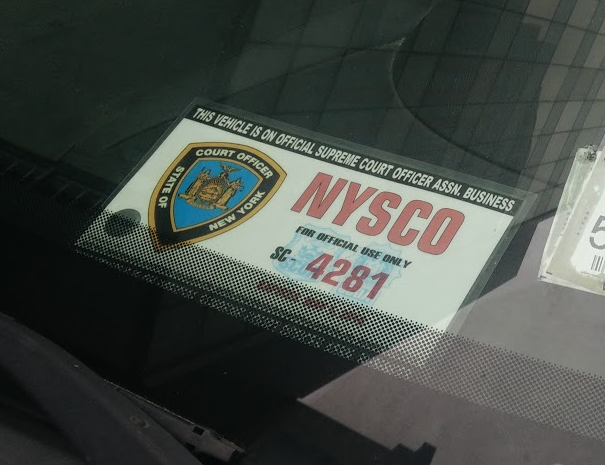 THIS VEHICLE IS ON OFFICIAL SUPREME COURT OFFICER ASSN. BUSINESS
COURT OFFICER
STATE OF
NEW YORK
NYSCO
FOR OFFICIAL USE ONLY
SC- 4281
5